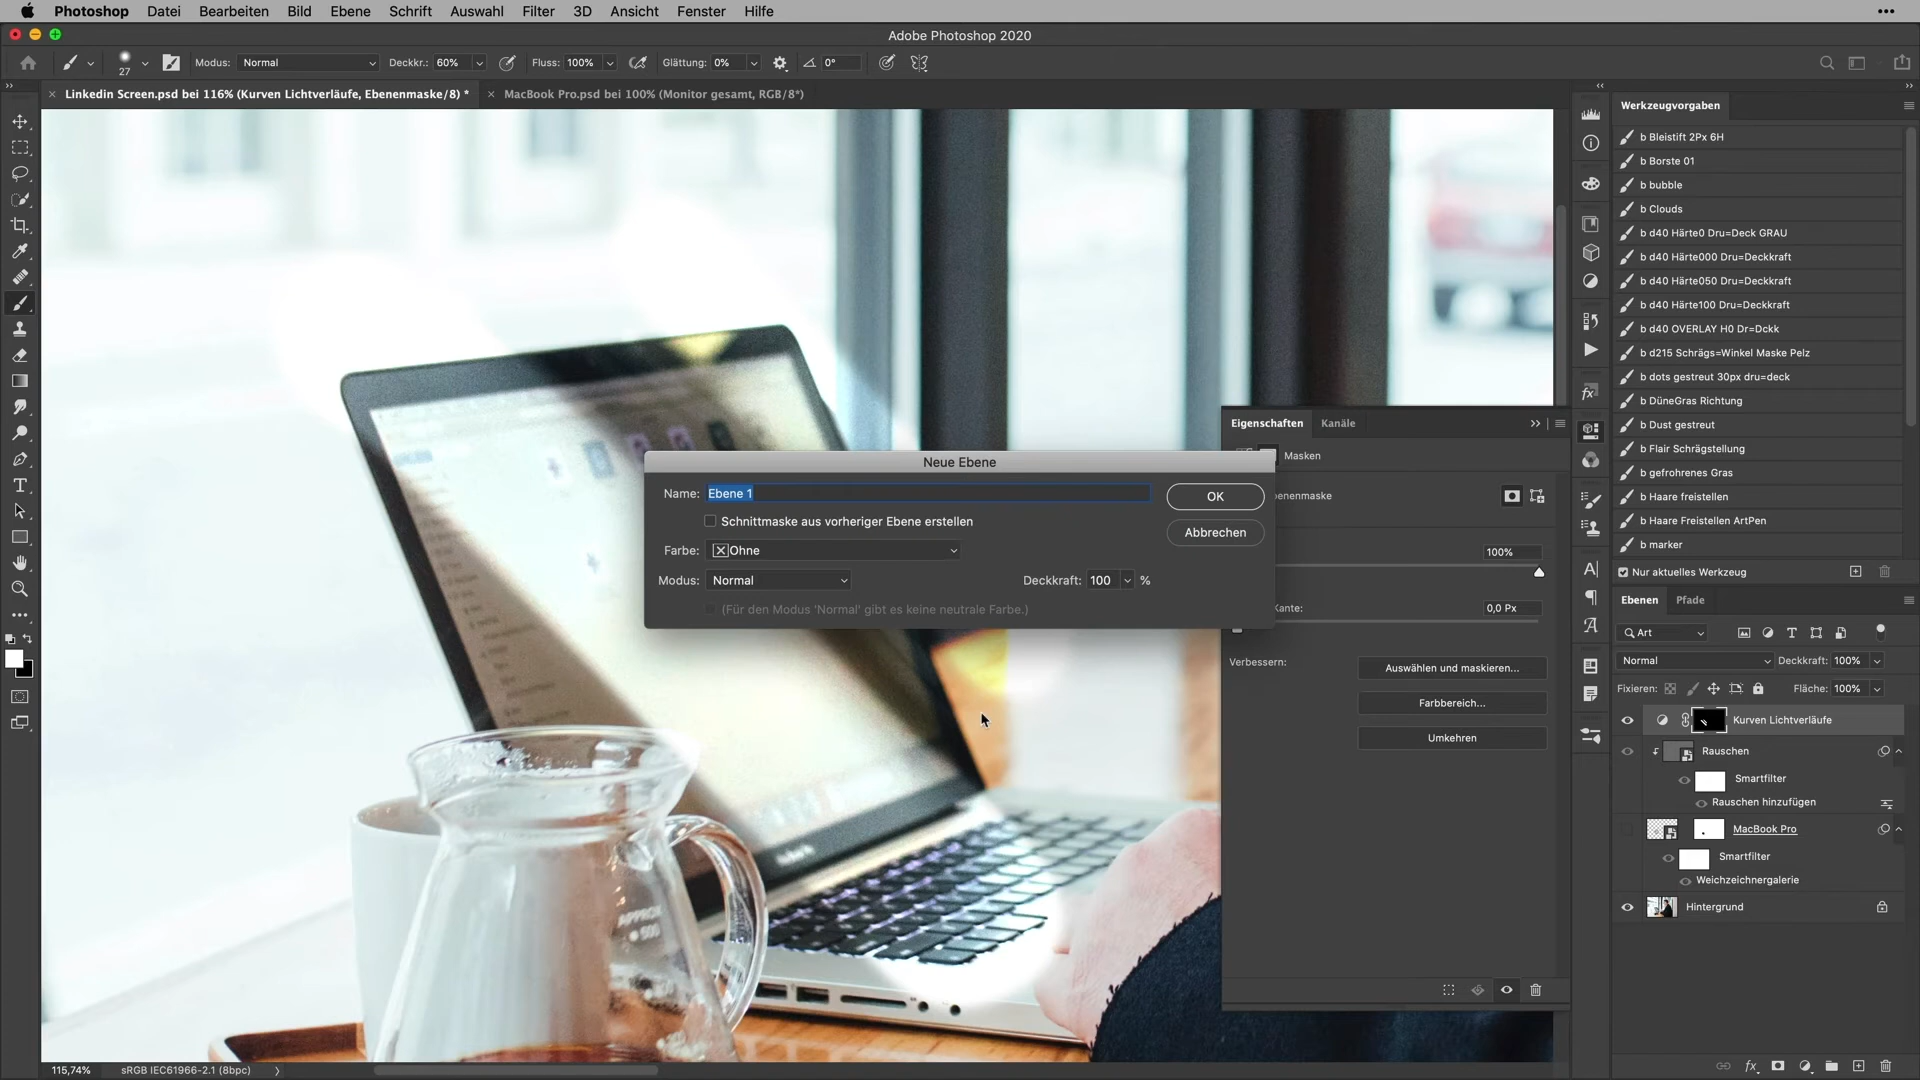 Photoshop Datei Bearbeiten Bild Ebene Schrift Auswahl Filter 3D Ansicht Fenster Hilfe
Adobe Photoshop 2020
27 Modus: Normal Deckkr.: 60% Fluss: 100% Glättung: 0% 0°
Linkedin Screen.psd bei 116% (Kurven Lichtverläufe, Ebenenmaske/8) *
MacBook Pro.psd bei 100% (Monitor gesamt, RGB/8*)
Werkzeugvorgaben
b Bleistift 2Px 6H
b Borste 01
b bubble
b Clouds
b d40 Härte0 Dru=Deck GRAU
b d40 Härte000 Dru=Deckkraft
b d40 Härte050 Dru=Deckkraft
b d40 Härte100 Dru=Deckkraft
b d40 OVERLAY H0 Dr=Dckk
b d215 Schrägs=Winkel Maske Pelz
b dots gestreut 30px dru=deck
b DüneGras Richtung
b Dust gestreut
b Flair Schrägstellung
b gefrohrenes Gras
b Haare freistellen
b Haare Freistellen ArtPen
b marker
Nur aktuelles Werkzeug
Eigenschaften Kanäle
Masken
benenmaske
100%
Kante: 0,0 Px
Verbessern:
Auswählen und maskieren...
Farbbereich...
Umkehren
Neue Ebene
Name: Ebene 1
OK
Schnittmaske aus vorheriger Ebene erstellen
Abbrechen
Farbe: Ohne
Modus: Normal Deckkraft: 100 %
(Für den Modus 'Normal' gibt es keine neutrale Farbe.)
Ebenen Pfade
Art
Normal Deckkraft: 100%
Fixieren: Fläche: 100%
Kurven Lichtverläufe
Rauschen
Smartfilter
Rauschen hinzufügen
MacBook Pro
Smartfilter
Weichzeichnergalerie
Hintergrund
APPROX
500
115,74% sRGB IEC61966-2.1 (8bpc)